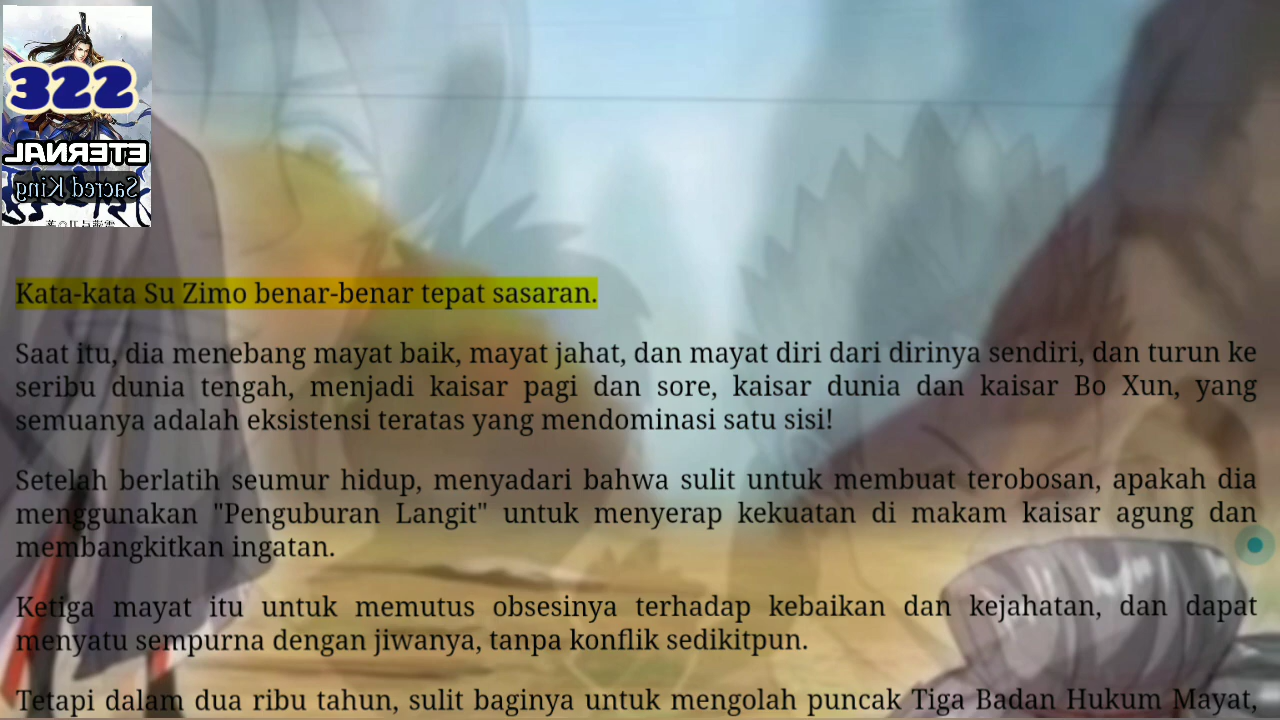 322
ETERNAL
Sacred King
Kata-kata Su Zimo benar-benar tepat sasaran.
Saat itu, dia menebang mayat baik, mayat jahat, dan mayat diri dari dirinya sendiri, dan turun ke
seribu dunia tengah, menjadi kaisar pagi dan sore, kaisar dunia dan kaisar Bo Xun, yang
semuanya adalah eksistensi teratas yang mendominasi satu sisi!
Setelah berlatih seumur hidup, menyadari bahwa sulit untuk membuat terobosan, apakah dia
menggunakan "Penguburan Langit" untuk menyerap kekuatan di makam kaisar agung dan
membangkitkan ingatan.
Ketiga mayat itu untuk memutus obsesinya terhadap kebaikan dan kejahatan, dan dapat
menyatu sempurna dengan jiwanya, tanpa konflik sedikitpun.
Tetapi dalam dua ribu tahun, sulit baginya untuk mengolah puncak Tiga Badan Hukum Mayat,